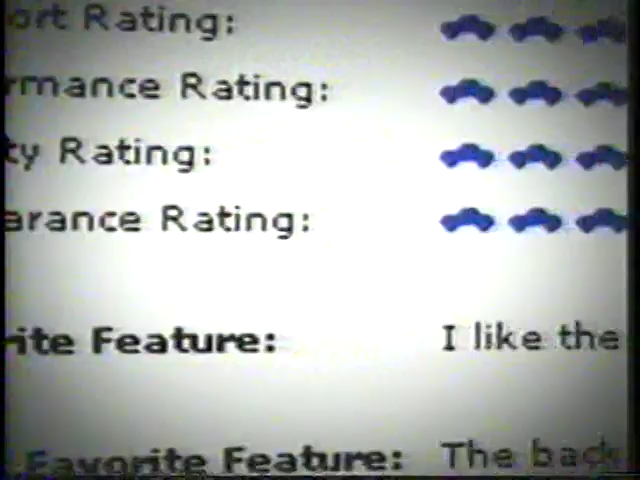 ort Rating:
rmance Rating:
ty Rating:
arance Rating:
ite Feature: I like the
Favorite Feature: The back